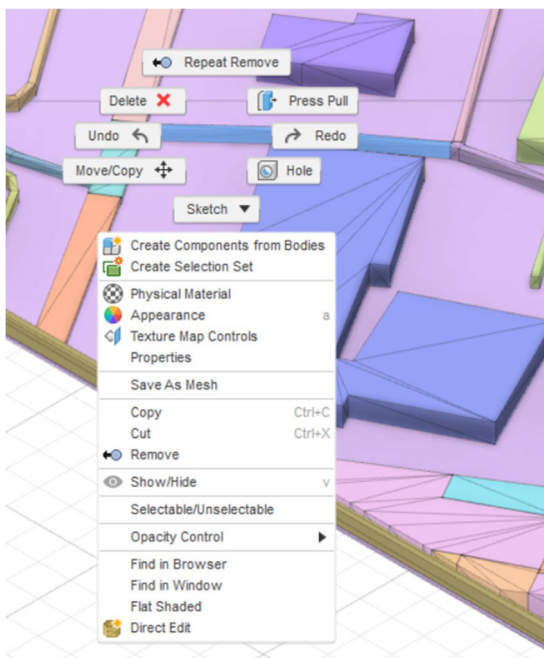 Repeat Remove
Delete
Press Pull
Undo
Redo
Move/Copy
Hole
Sketch
Create Components from Bodies
Create Selection Set
Physical Material
Appearance a
Texture Map Controls
Properties
Save As Mesh
Copy Ctrl+C
Cut Ctrl+X
Remove
Show/Hide v
Selectable/Unselectable
Opacity Control
Find in Browser
Find in Window
Flat Shaded
Direct Edit